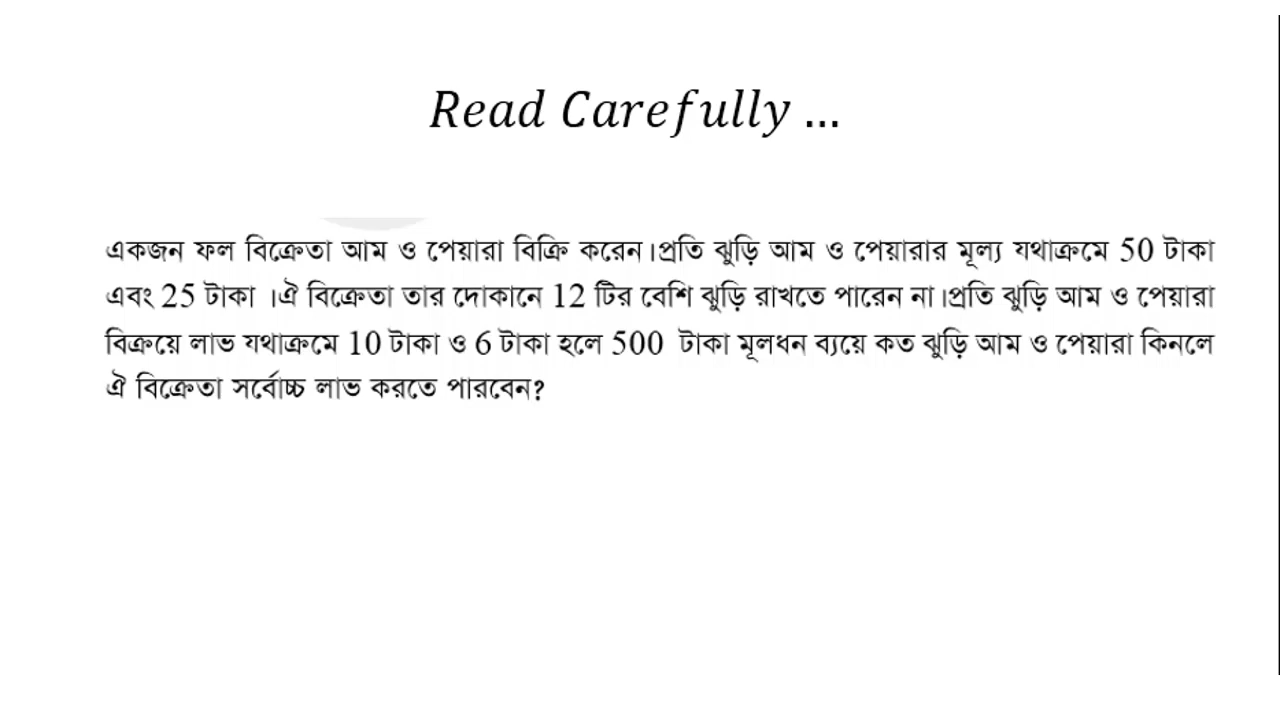 Read Carefully ...
একজন ফল বিক্রেতা আম ও পেয়ারা বিক্রি করেন।প্রতি ঝুড়ি আম ও পেয়ারার মূল্য যথাক্রমে 50 টাকা
এবং 25 টাকা ।ঐ বিক্রেতা তার দোকানে 12 টির বেশি ঝুড়ি রাখতে পারেন না।প্রতি ঝুড়ি আম ও পেয়ারা
বিক্রয়ে লাভ যথাক্রমে 10 টাকা ও 6 টাকা হলে 500 টাকা মূলধন ব্যয়ে কত ঝুড়ি আম ও পেয়ারা কিনলে
ঐ বিক্রেতা সর্বোচ্চ লাভ করতে পারবেন?